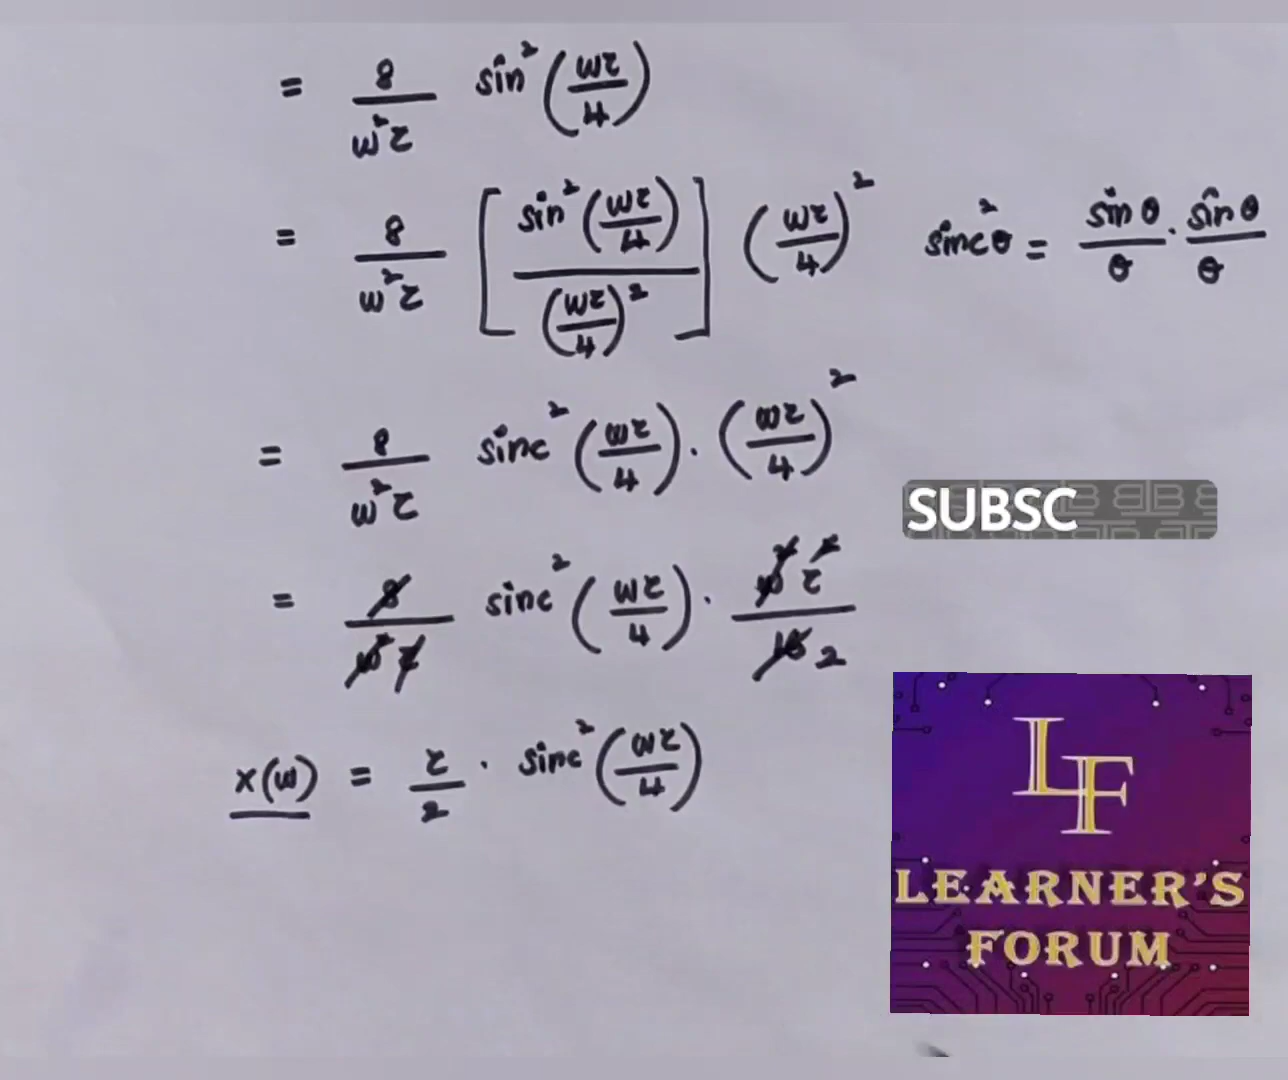 = 8/ω²τ sin² (ωτ/4)
= 8/ω²τ [sin² (ωτ/4) / (ωτ/4)²] (ωτ/4)² sinc²θ = sinθ/θ · sinθ/θ
= 8/ω²τ sinc² (ωτ/4) · (ωτ/4)²
SUBSC
= 8/ω²τ sinc² (ωτ/4) · ω²τ²/16 2
x(ω) = τ/2 · sinc² (ωτ/4)
LF
LEARNER'S
FORUM